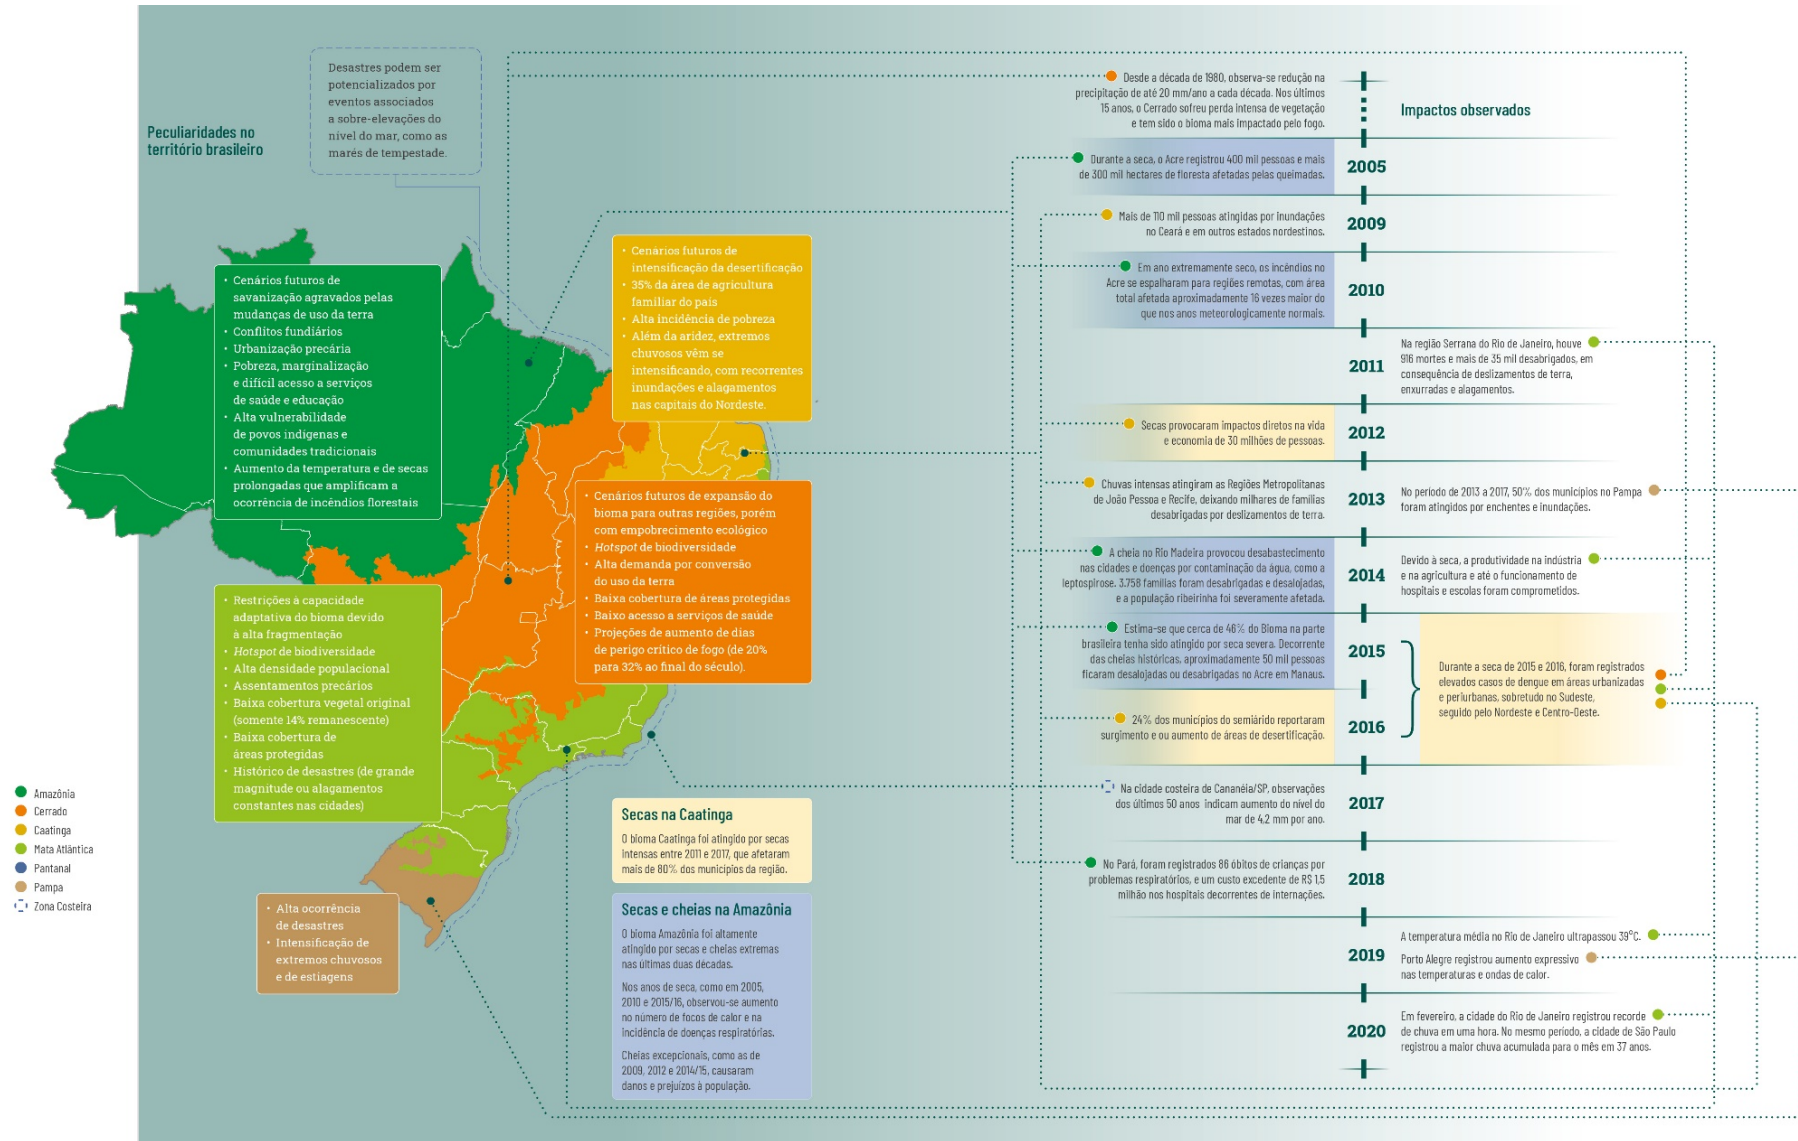 Peculiaridades no
território brasileiro
Desastres podem ser
potencializados por
eventos associados
a sobre-elevações do
nível do mar, como as
marés de tempestade.
• Cenários futuros de
savanização agravados pelas
mudanças de uso da terra
• Conflitos fundiários
• Urbanização precária
• Pobreza, marginalização
e difícil acesso a serviços
de saúde e educação
• Alta vulnerabilidade
de povos indígenas e
comunidades tradicionais
• Aumento da temperatura e de secas
prolongadas que amplificam a
ocorrência de incêndios florestais
• Cenários futuros de
intensificação da desertificação
• 35% da área de agricultura
familiar do país
• Alta incidência de pobreza
• Além da aridez, extremos
chuvosos vêm se
intensificando, com recorrentes
inundações e alagamentos
nas capitais do Nordeste.
• Cenários futuros de expansão do
bioma para outras regiões, porém
com empobrecimento ecológico
• Hotspot de biodiversidade
• Alta demanda por conversão
do uso da terra
• Baixa cobertura de áreas protegidas
• Baixo acesso a serviços de saúde
• Projeções de aumento de dias
de perigo crítico de fogo (de 20%
para 32% ao final do século).
• Restrições à capacidade
adaptativa do bioma devido
à alta fragmentação
• Hotspot de biodiversidade
• Alta densidade populacional
• Assentamentos precários
• Baixa cobertura vegetal original
(somente 14% remanescente)
• Baixa cobertura de
áreas protegidas
• Histórico de desastres (de grande
magnitude ou alagamentos
constantes nas cidades)
• Alta ocorrência
de desastres
• Intensificação de
extremos chuvosos
e de estiagens
Amazônia
Cerrado
Caatinga
Mata Atlântica
Pantanal
Pampa
Zona Costeira
Secas na Caatinga
O bioma Caatinga foi atingido por secas
intensas entre 2011 e 2017, que afetaram
mais de 80% dos municípios da região.
Secas e cheias na Amazônia
O bioma Amazônia foi altamente
atingido por secas e cheias extremas
nas últimas duas décadas.
Nos anos de seca, como em 2005,
2010 e 2015/16, observou-se aumento
no número de focos de calor e na
incidência de doenças respiratórias.
Cheias excepcionais, como as de
2009, 2012 e 2014/15, causaram
danos e prejuízos à população.
Impactos observados
Desde a década de 1980, observa-se redução na
precipitação de até 20 mm/ano a cada década. Nos últimos
15 anos, o Cerrado sofreu perda intensa de vegetação
e tem sido o bioma mais impactado pelo fogo.
2005
Durante a seca, o Acre registrou 400 mil pessoas e mais
de 300 mil hectares de floresta afetadas pelas queimadas.
2009
Mais de 110 mil pessoas atingidas por inundações
no Ceará e em outros estados nordestinos.
2010
Em ano extremamente seco, os incêndios no
Acre se espalharam para regiões remotas, com área
total afetada aproximadamente 16 vezes maior do
que nos anos meteorologicamente normais.
2011
Na região Serrana do Rio de Janeiro, houve
916 mortes e mais de 35 mil desabrigados, em
consequência de deslizamentos de terra,
enxurradas e alagamentos.
2012
Secas provocaram impactos diretos na vida
e economia de 30 milhões de pessoas.
2013
Chuvas intensas atingiram as Regiões Metropolitanas
de João Pessoa e Recife, deixando milhares de famílias
desabrigadas por deslizamentos de terra.
No período de 2013 a 2017, 50% dos municípios no Pampa
foram atingidos por enchentes e inundações.
2014
A cheia no Rio Madeira provocou desabastecimento
nas cidades e doenças por contaminação da água, como a
leptospirose. 3.758 famílias foram desabrigadas e desalojadas,
e a população ribeirinha foi severamente afetada.
Devido à seca, a produtividade na indústria
e na agricultura e até o funcionamento de
hospitais e escolas foram comprometidos.
2015
Estima-se que cerca de 46% do Bioma na parte
brasileira tenha sido atingido por seca severa. Decorrente
das cheias históricas, aproximadamente 50 mil pessoas
ficaram desalojadas ou desabrigadas no Acre em Manaus.
2016
24% dos municípios do semiárido reportaram
surgimento e ou aumento de áreas de desertificação.
Durante a seca de 2015 e 2016, foram registrados
elevados casos de dengue em áreas urbanizadas
e periurbanas, sobretudo no Sudeste,
seguido pelo Nordeste e Centro-Oeste.
2017
Na cidade costeira de Cananéia/SP, observações
dos últimos 50 anos indicam aumento do nível do
mar de 4,2 mm por ano.
2018
No Pará, foram registrados 86 óbitos de crianças por
problemas respiratórios, e um custo excedente de R$ 1,5
milhão nos hospitais decorrentes de internações.
2019
A temperatura média no Rio de Janeiro ultrapassou 39°C.
Porto Alegre registrou aumento expressivo
nas temperaturas e ondas de calor.
2020
Em fevereiro, a cidade do Rio de Janeiro registrou recorde
de chuva em uma hora. No mesmo período, a cidade de São Paulo
registrou a maior chuva acumulada para o mês em 37 anos.